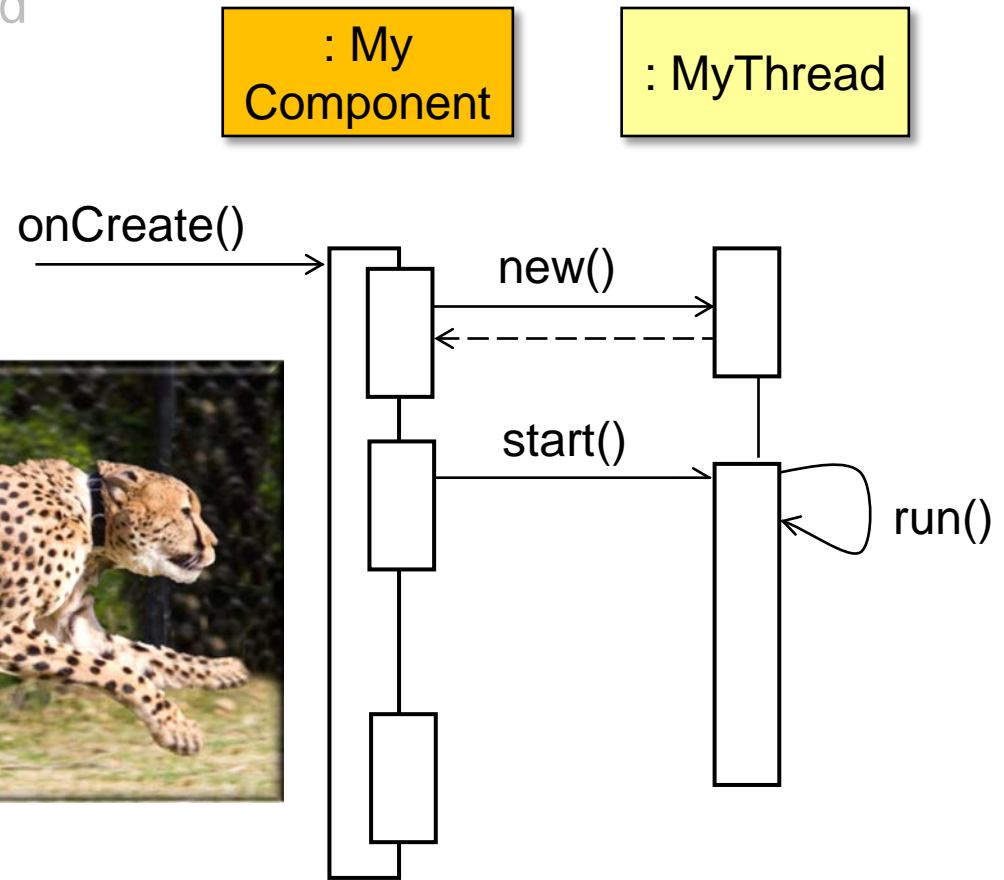 : My
Component
: MyThread
onCreate()
new()
start()
run()